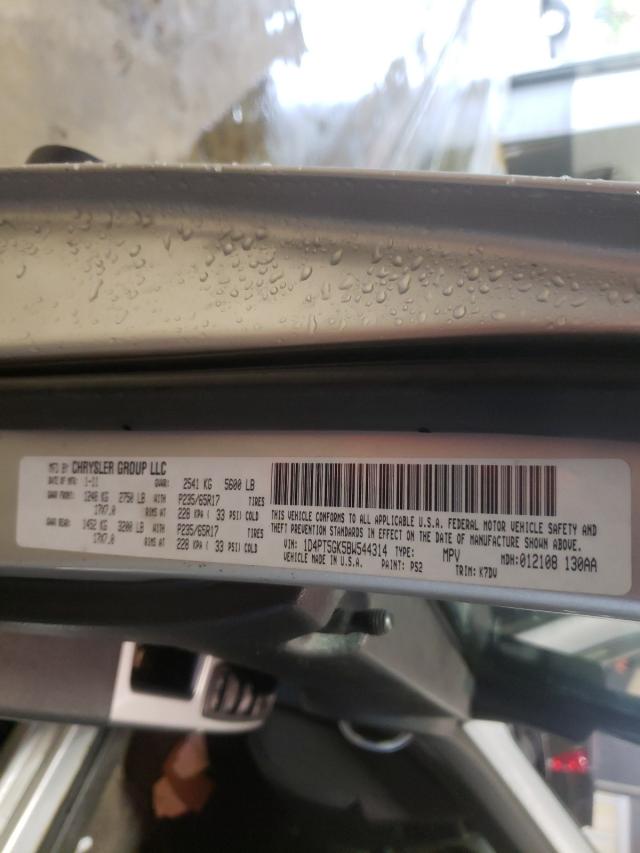 MFD BY CHRYSLER GROUP LLC
DATE OF MFR 1-11 GVWR: 2541 KG 5600 LB
GAWR FRONT: 1248 KG 2750 LB WITH P235/65R17 TIRES
17X7.0 RIMS AT 228 KPA ( 33 PSI) COLD
GAWR REAR: 1452 KG 3200 LB WITH P235/65R17 TIRES
17X7.0 RIMS AT 228 KPA ( 33 PSI) COLD
THIS VEHICLE CONFORMS TO ALL APPLICABLE U.S.A. FEDERAL MOTOR VEHICLE SAFETY AND
THEFT PREVENTION STANDARDS IN EFFECT ON THE DATE OF MANUFACTURE SHOWN ABOVE.
VIN: 1D4PT5GK5BW544314 TYPE: MPV MDH: 012108 130AA
VEHICLE MADE IN U.S.A. PAINT: PS2 TRIM: K7DV